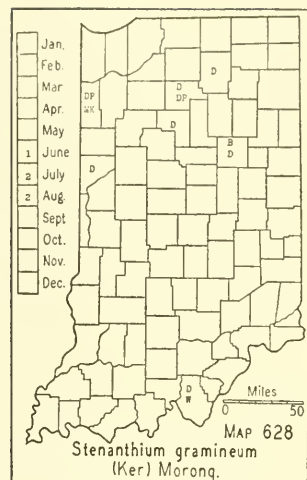 Jan.
Feb.
Mar
Apr.
May
1 June
2 July
2 Aug.
Sept
Oct.
Nov.
Dec.
D
D
DP
DP
WK
D
B
D
D
D
W
Miles
0 50
MAP 628
Stenanthium gramineum
(Ker) Morong.